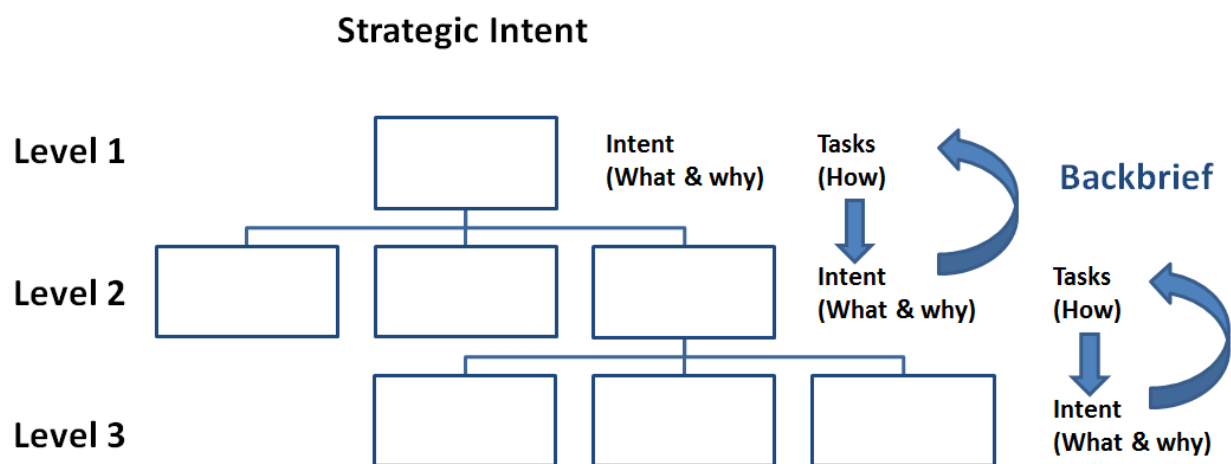 Strategic Intent
Level 1
Intent
(What & why)
Tasks
(How)
Backbrief
Level 2
Intent
(What & why)
Tasks
(How)
Level 3
Intent
(What & why)